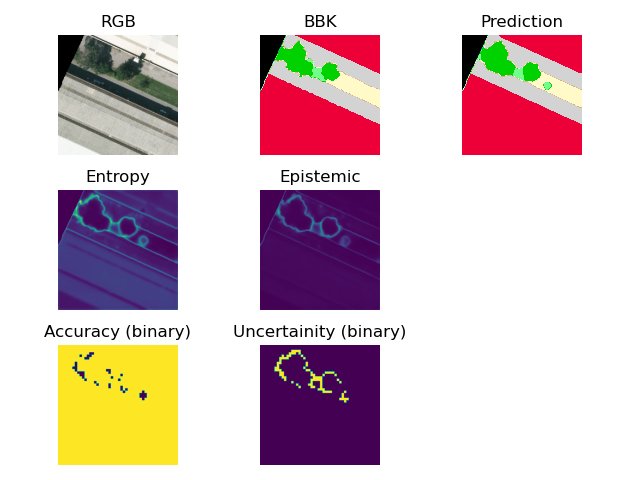 RGB
BBK
Prediction
Entropy
Epistemic
Accuracy (binary)
Uncertainity (binary)